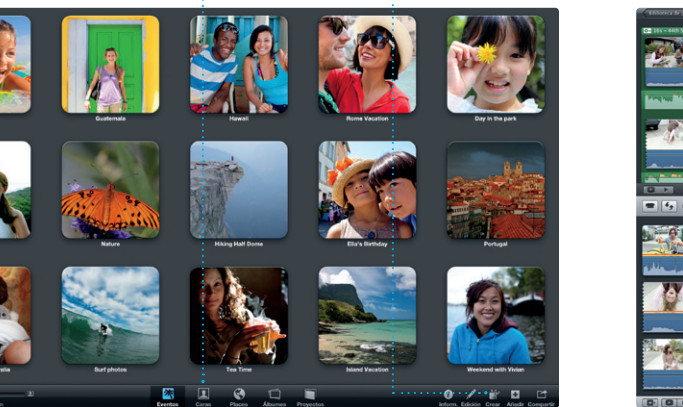 Guatemala
Hawaii
Rome Vacation
Day in the park
Nature
Hiking Half Dome
Ella's Birthday
Portugal
Surf photos
Tea Time
Island Vacation
Weekend with Vivian
Eventos Caras Places Álbumes Proyectos Inform. Edición Crear Añadir Compartir